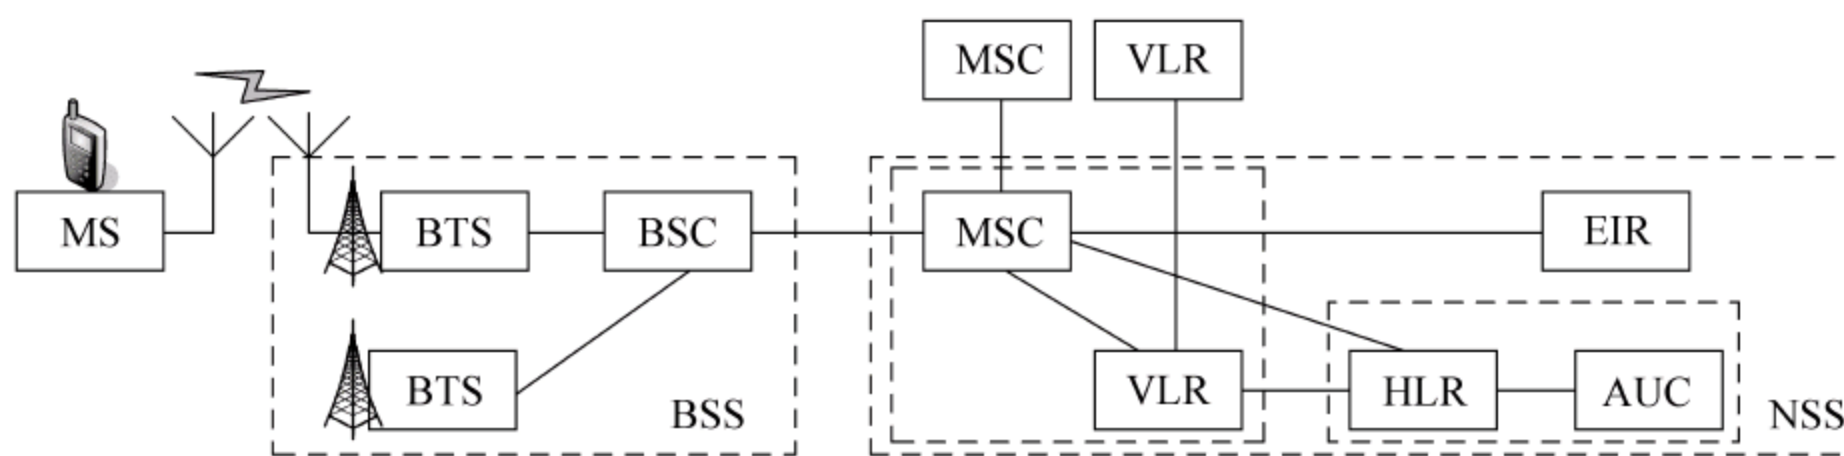 MSC VLR
MS BTS BSC MSC EIR
BTS BSS VLR HLR AUC NSS